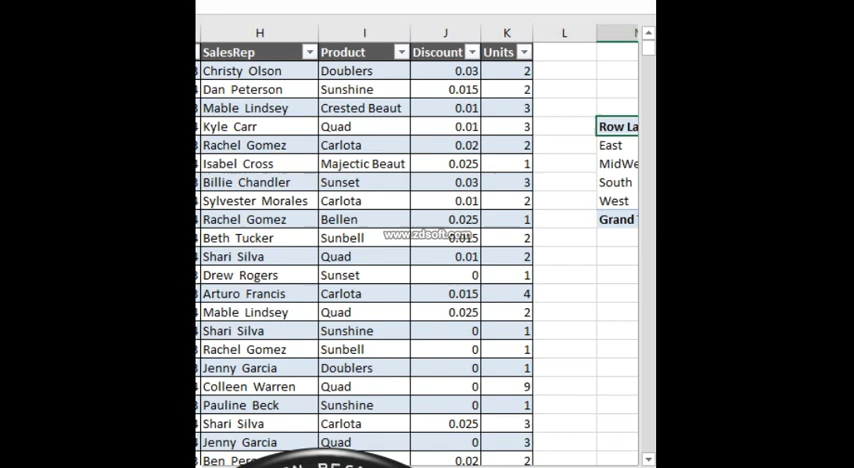 H I J K L
SalesRep Product Discount Units
Christy Olson Doublers 0.03 2
Dan Peterson Sunshine 0.015 2
Mable Lindsey Crested Beaut 0.01 3
Kyle Carr Quad 0.01 3 Row La
Rachel Gomez Carlota 0.02 2 East
Isabel Cross Majectic Beaut 0.025 1 MidWe
Billie Chandler Sunset 0.03 3 South
Sylvester Morales Carlota 0.01 2 West
Rachel Gomez Bellen 0.025 1 Grand
www.zdsoft.com
Beth Tucker Sunbell 0.015 2
Shari Silva Quad 0.01 2
Drew Rogers Sunset 0 1
Arturo Francis Carlota 0.015 4
Mable Lindsey Quad 0.025 2
Shari Silva Sunshine 0 1
Rachel Gomez Sunbell 0 1
Jenny Garcia Doublers 0 1
Colleen Warren Quad 0 9
Pauline Beck Sunshine 0 1
Shari Silva Carlota 0.025 3
Jenny Garcia Quad 0 3
Ben 0.02 2